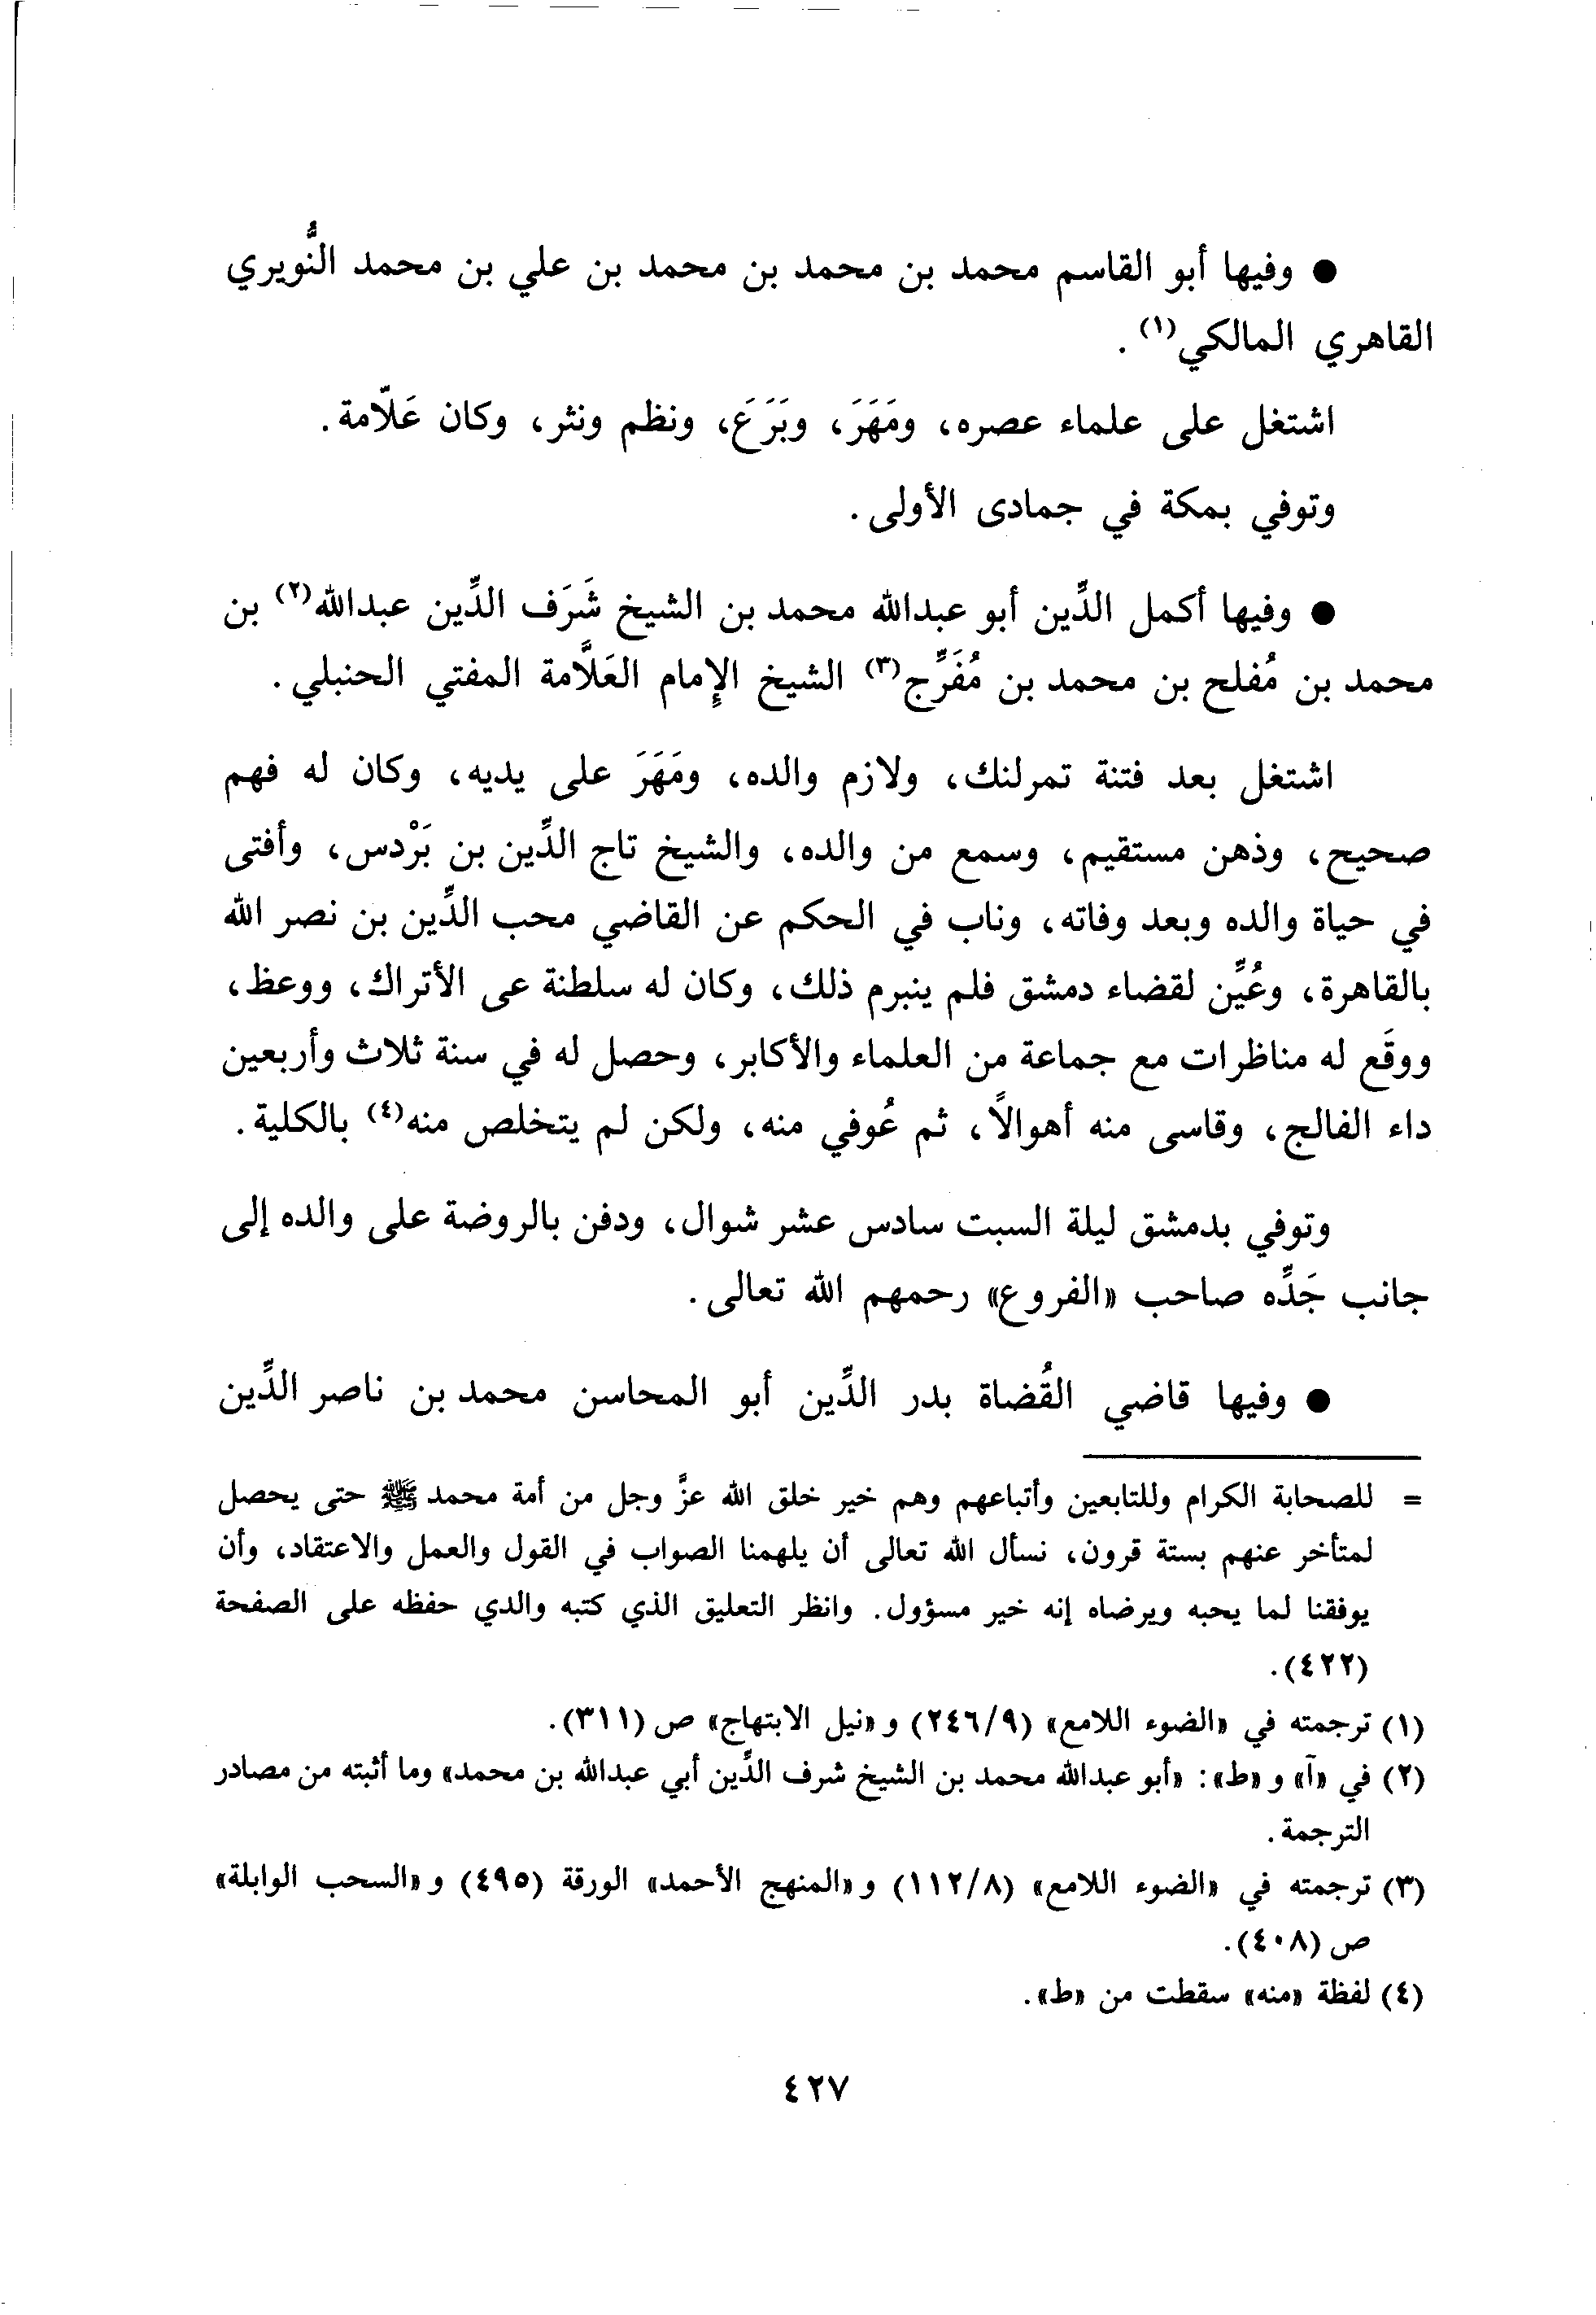 ● وفيها أبو القاسم محمد بن محمد بن محمد بن علي بن محمد النُّويري
القاهري المالكي(١).
اشتغل على علماء عصره، ومَهَرَ، وبَرَعَ، ونظم ونثر، وكان عَلّامة.
وتوفي بمكة في جمادى الأولى.
● وفيها أكمل الدِّين أبو عبدالله محمد بن الشيخ شَرَف الدِّين عبدالله(٢) بن
محمد بن مُفلح بن محمد بن مُفَرِّج(٣) الشيخ الإِمام العَلَّامة المفتي الحنبلي.
اشتغل بعد فتنة تمرلنك، ولازم والده، ومَهَرَ على يديه، وكان له فهم
صحيح، وذهن مستقيم، وسمع من والده، والشيخ تاج الدِّين بن بَرْدس، وأفتى
في حياة والده وبعد وفاته، وناب في الحكم عن القاضي محب الدِّين بن نصر الله
بالقاهرة، وعُيِّن لقضاء دمشق فلم ينبرم ذلك، وكان له سلطنة عى الأتراك، ووعظ،
ووقَع له مناظرات مع جماعة من العلماء والأكابر، وحصل له في سنة ثلاث وأربعين
داء الفالج، وقاسى منه أهوالًا، ثم عُوفي منه، ولكن لم يتخلص منه(٤) بالكلية.
وتوفي بدمشق ليلة السبت سادس عشر شوال، ودفن بالروضة على والده إلى
جانب جَدِّه صاحب «الفروع» رحمهم الله تعالى.
● وفيها قاضي القُضاة بدر الدِّين أبو المحاسن محمد بن ناصر الدِّين
= للصحابة الكرام وللتابعين وأتباعهم وهم خير خلق الله عزَّ وجل من أمة محمد ﷺ حتى يحصل
لمتأخر عنهم بستة قرون، نسأل الله تعالى أن يلهمنا الصواب في القول والعمل والاعتقاد، وأن
يوفقنا لما يحبه ويرضاه إنه خير مسؤول. وانظر التعليق الذي كتبه والدي حفظه على الصفحة
(٤٢٢).
(١) ترجمته في «الضوء اللامع» (٢٤٦/٩) و «نيل الابتهاج» ص (٣١١).
(٢) في «آ» و «ط»: «أبو عبدالله محمد بن الشيخ شرف الدِّين أبي عبدالله بن محمد» وما أثبته من مصادر
الترجمة.
(٣) ترجمته في «الضوء اللامع» (١١٢/٨) و «المنهج الأحمد» الورقة (٤٩٥) و «السحب الوابلة»
ص (٤٠٨).
(٤) لفظة «منه» سقطت من «ط».
٤٢٧